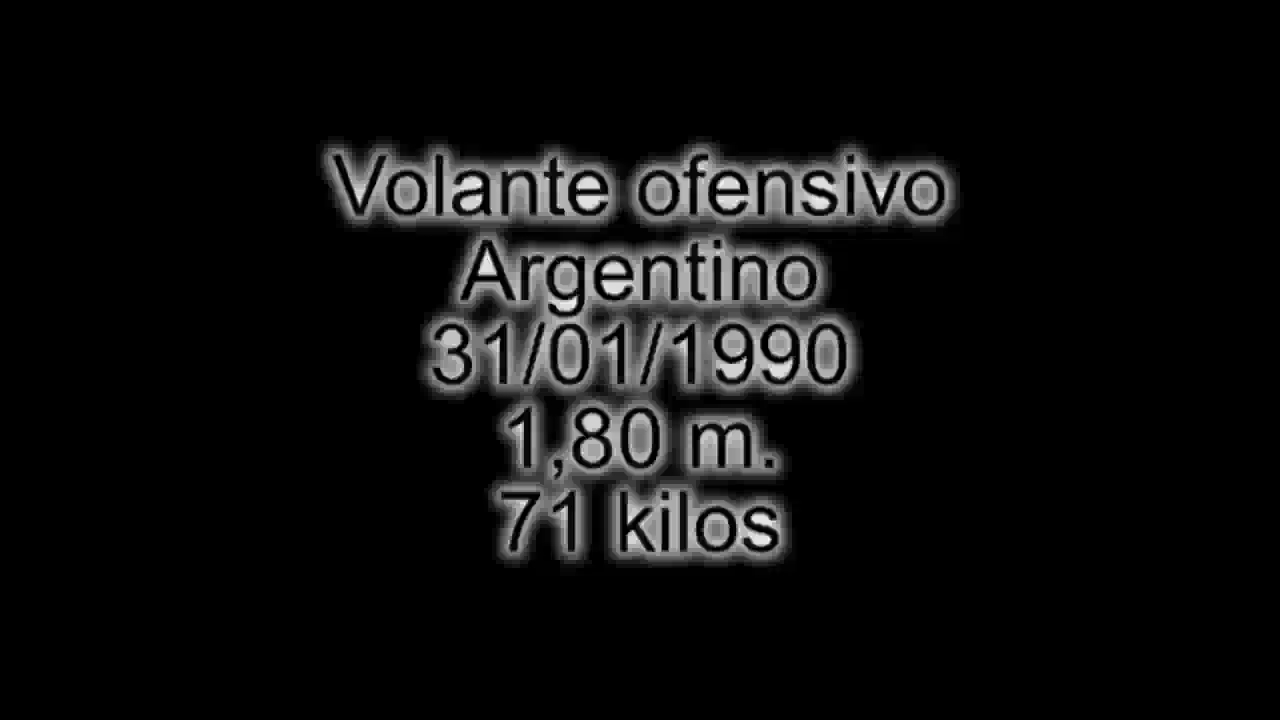 Volante ofensivo
Argentino
31/01/1990
1,80 m.
71 kilos